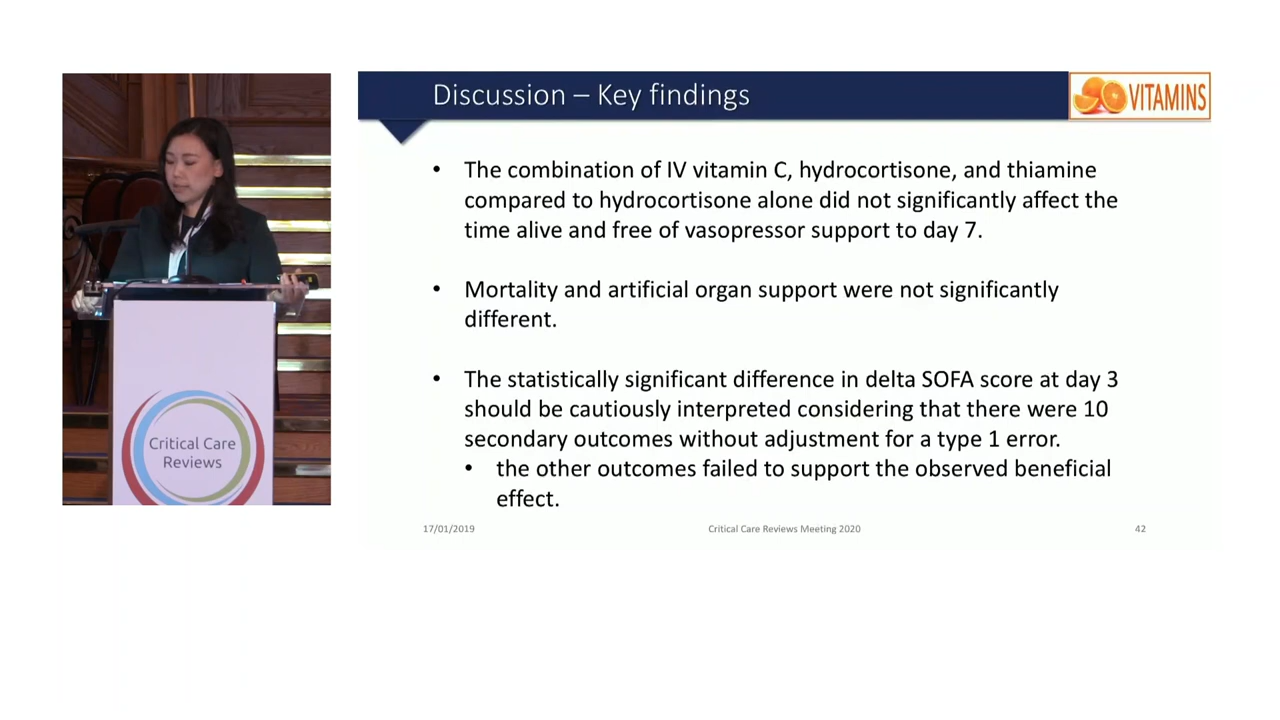 Discussion – Key findings
VITAMINS
• The combination of IV vitamin C, hydrocortisone, and thiamine
compared to hydrocortisone alone did not significantly affect the
time alive and free of vasopressor support to day 7.
• Mortality and artificial organ support were not significantly
different.
• The statistically significant difference in delta SOFA score at day 3
should be cautiously interpreted considering that there were 10
secondary outcomes without adjustment for a type 1 error.
• the other outcomes failed to support the observed beneficial
effect.
17/01/2019
Critical Care Reviews Meeting 2020
42
Critical Care
Reviews